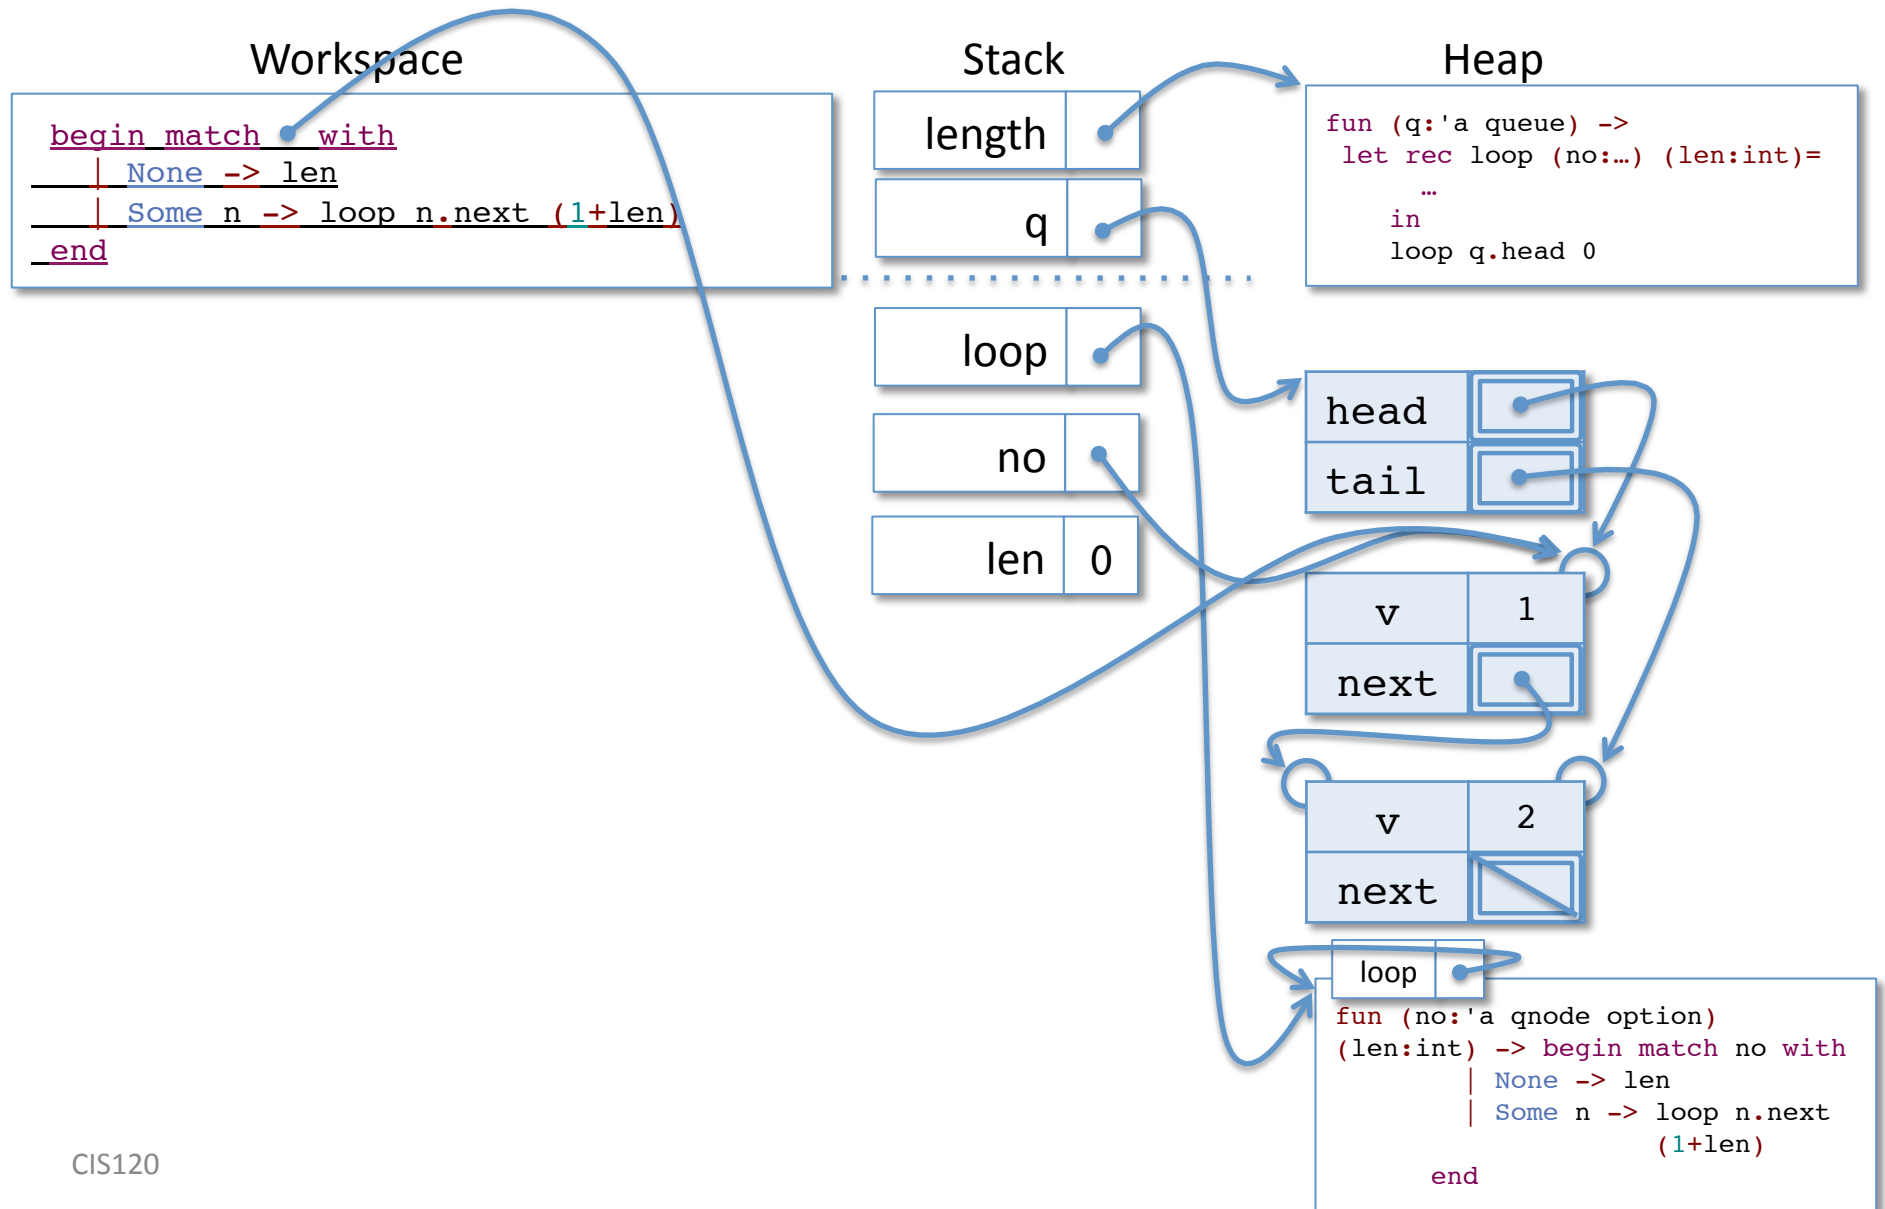 Workspace
begin match with
| None -> len
| Some n -> loop n.next (1+len)
end
Stack
length
q
loop
no
len 0
Heap
fun (q:'a queue) ->
let rec loop (no:…) (len:int)=
…
in
loop q.head 0
head
tail
v 1
next
v 2
next
loop
fun (no:'a qnode option)
(len:int) -> begin match no with
| None -> len
| Some n -> loop n.next
(1+len)
end
CIS120